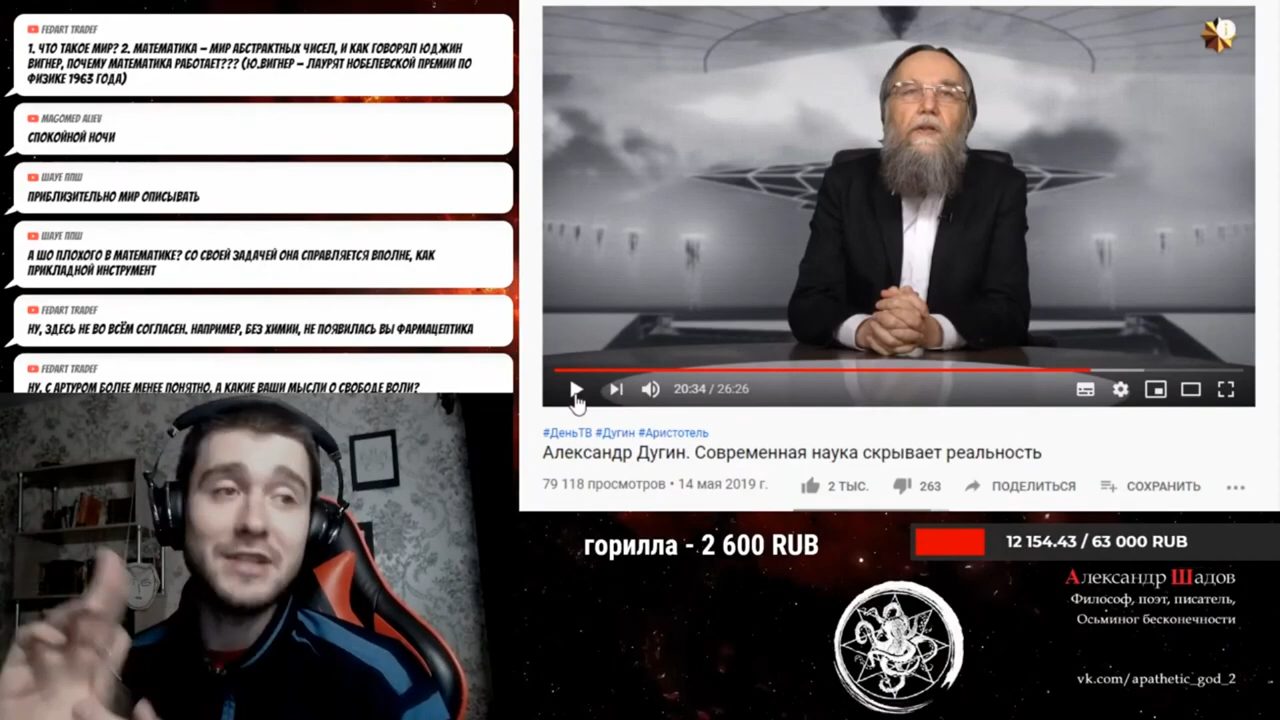 FEDART TRADEF
1. ЧТО ТАКОЕ МИР? 2. МАТЕМАТИКА – МИР АБСТРАКТНЫХ ЧИСЕЛ, И КАК ГОВОРЯЛ ЮДЖИН
ВИГНЕР, ПОЧЕМУ МАТЕМАТИКА РАБОТАЕТ??? (Ю.ВИГНЕР – ЛАУРЯТ НОБЕЛЕВСКОЙ ПРЕМИИ ПО
ФИЗИКЕ 1963 ГОДА)
MAGOMED ALIEV
СПОКОЙНОЙ НОЧИ
ШАУЕ ППШ
ПРИБЛИЗИТЕЛЬНО МИР ОПИСЫВАТЬ
ШАУЕ ППШ
А ШО ПЛОХОГО В МАТЕМАТИКЕ? СО СВОЕЙ ЗАДАЧЕЙ ОНА СПРАВЛЯЕТСЯ ВПОЛНЕ, КАК
ПРИКЛАДНОЙ ИНСТРУМЕНТ
FEDART TRADEF
НУ, ЗДЕСЬ НЕ ВО ВСЁМ СОГЛАСЕН. НАПРИМЕР, БЕЗ ХИМИИ, НЕ ПОЯВИЛАСЬ ВЫ ФАРМАЦЕПТИКА
FEDART TRADEF
НУ, С АРТУРОМ БОЛЕЕ МЕНЕЕ ПОНЯТНО, А КАКИЕ ВАШИ МЫСЛИ О СВОБОДЕ ВОЛИ?
20:34 / 26:26
#ДеньТВ #Дугин #Аристотель
Александр Дугин. Современная наука скрывает реальность
79 118 просмотров • 14 мая 2019 г.
2 ТЫС.
263
ПОДЕЛИТЬСЯ
СОХРАНИТЬ
горилла - 2 600 RUB
12 154.43 / 63 000 RUB
Александр Шадов
Философ, поэт, писатель,
Осьминог бесконечности
vk.com/apathetic_god_2